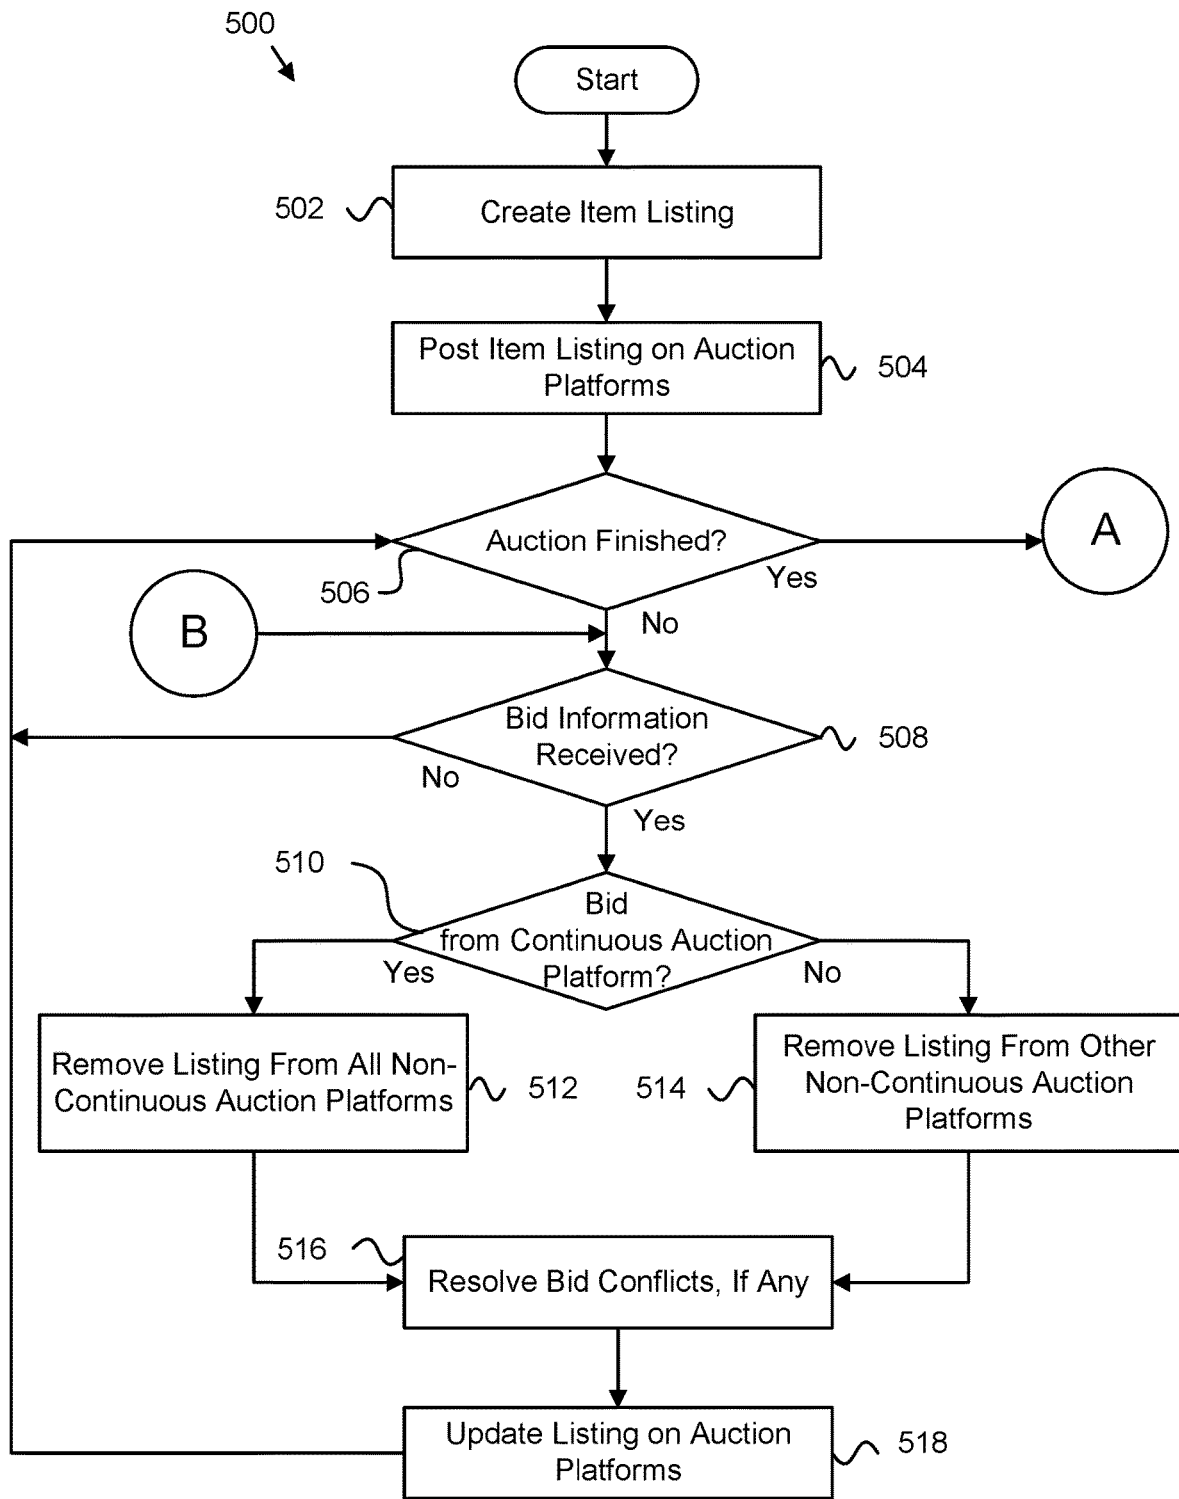 500
Start
502
Create Item Listing
Post Item Listing on Auction
Platforms
504
Auction Finished?
A
506
Yes
No
B
Bid Information
Received?
508
No
Yes
510
Bid
from Continuous Auction
Platform?
Yes
No
Remove Listing From All Non-
Continuous Auction Platforms
512
514
Remove Listing From Other
Non-Continuous Auction
Platforms
516
Resolve Bid Conflicts, If Any
Update Listing on Auction
Platforms
518